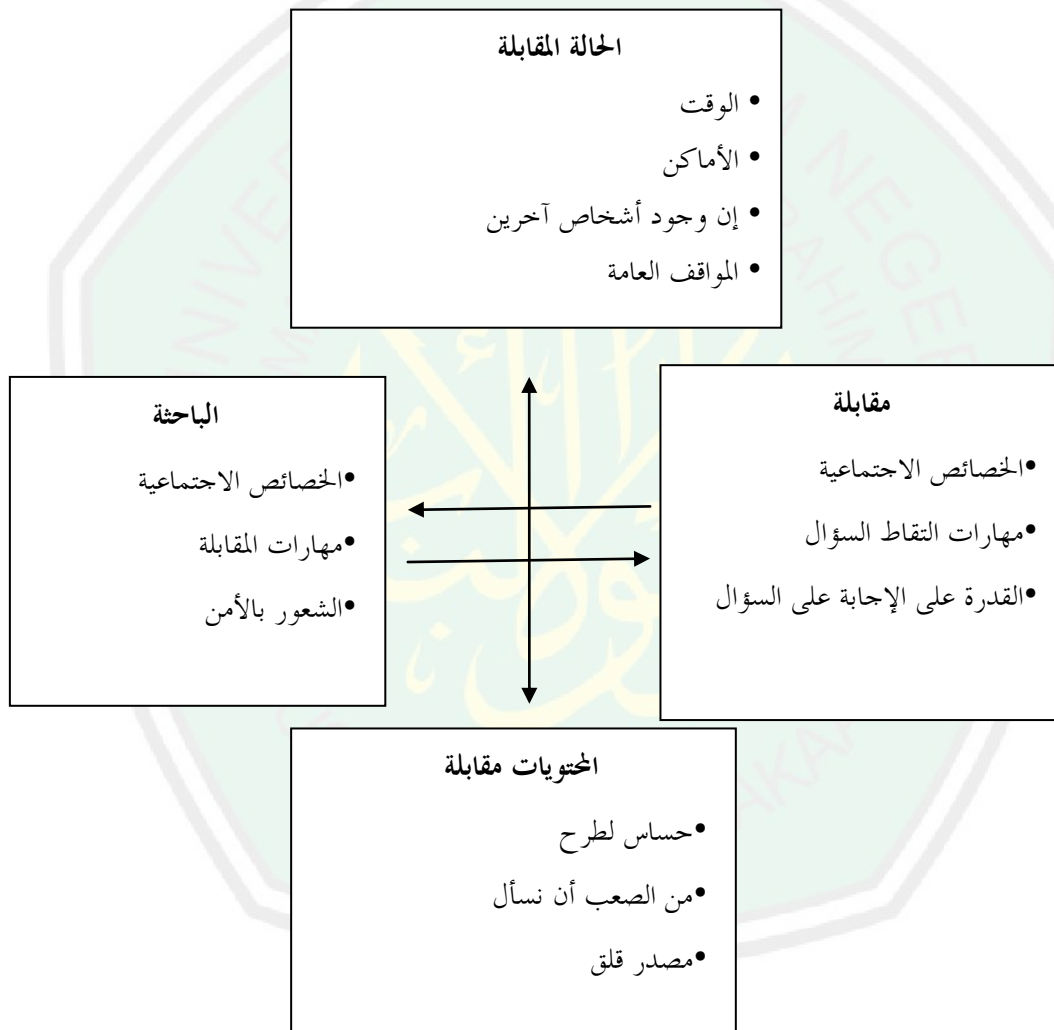 الحالة المقابلة
• الوقت
• الأماكن
• إن وجود أشخاص آخرين
• المواقف العامة
مقابلة
•الخصائص الاجتماعية
•مهارات التقاط السؤال
•القدرة على الإجابة على السؤال
الباحثة
•الخصائص الاجتماعية
•مهارات المقابلة
•الشعور بالأمن
المحتويات مقابلة
•حساس لطرح
•من الصعب أن نسأل
•مصدر قلق